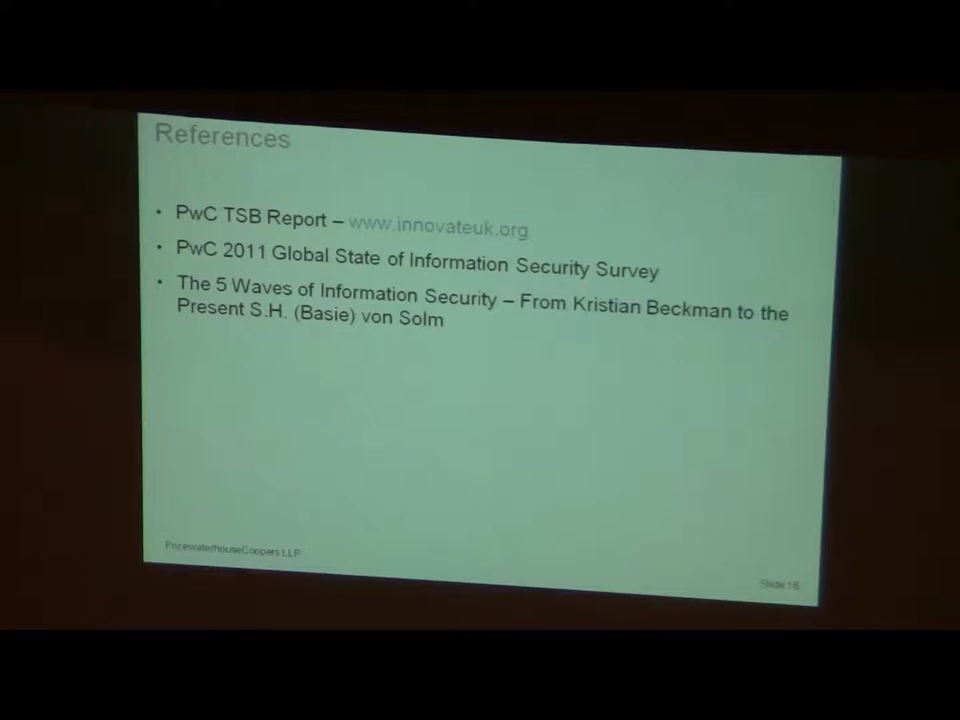 References
• PwC TSB Report – www.innovateuk.org
• PwC 2011 Global State of Information Security Survey
• The 5 Waves of Information Security – From Kristian Beckman to the
Present S.H. (Basie) von Solm
PricewaterhouseCoopers LLP
Slide 16